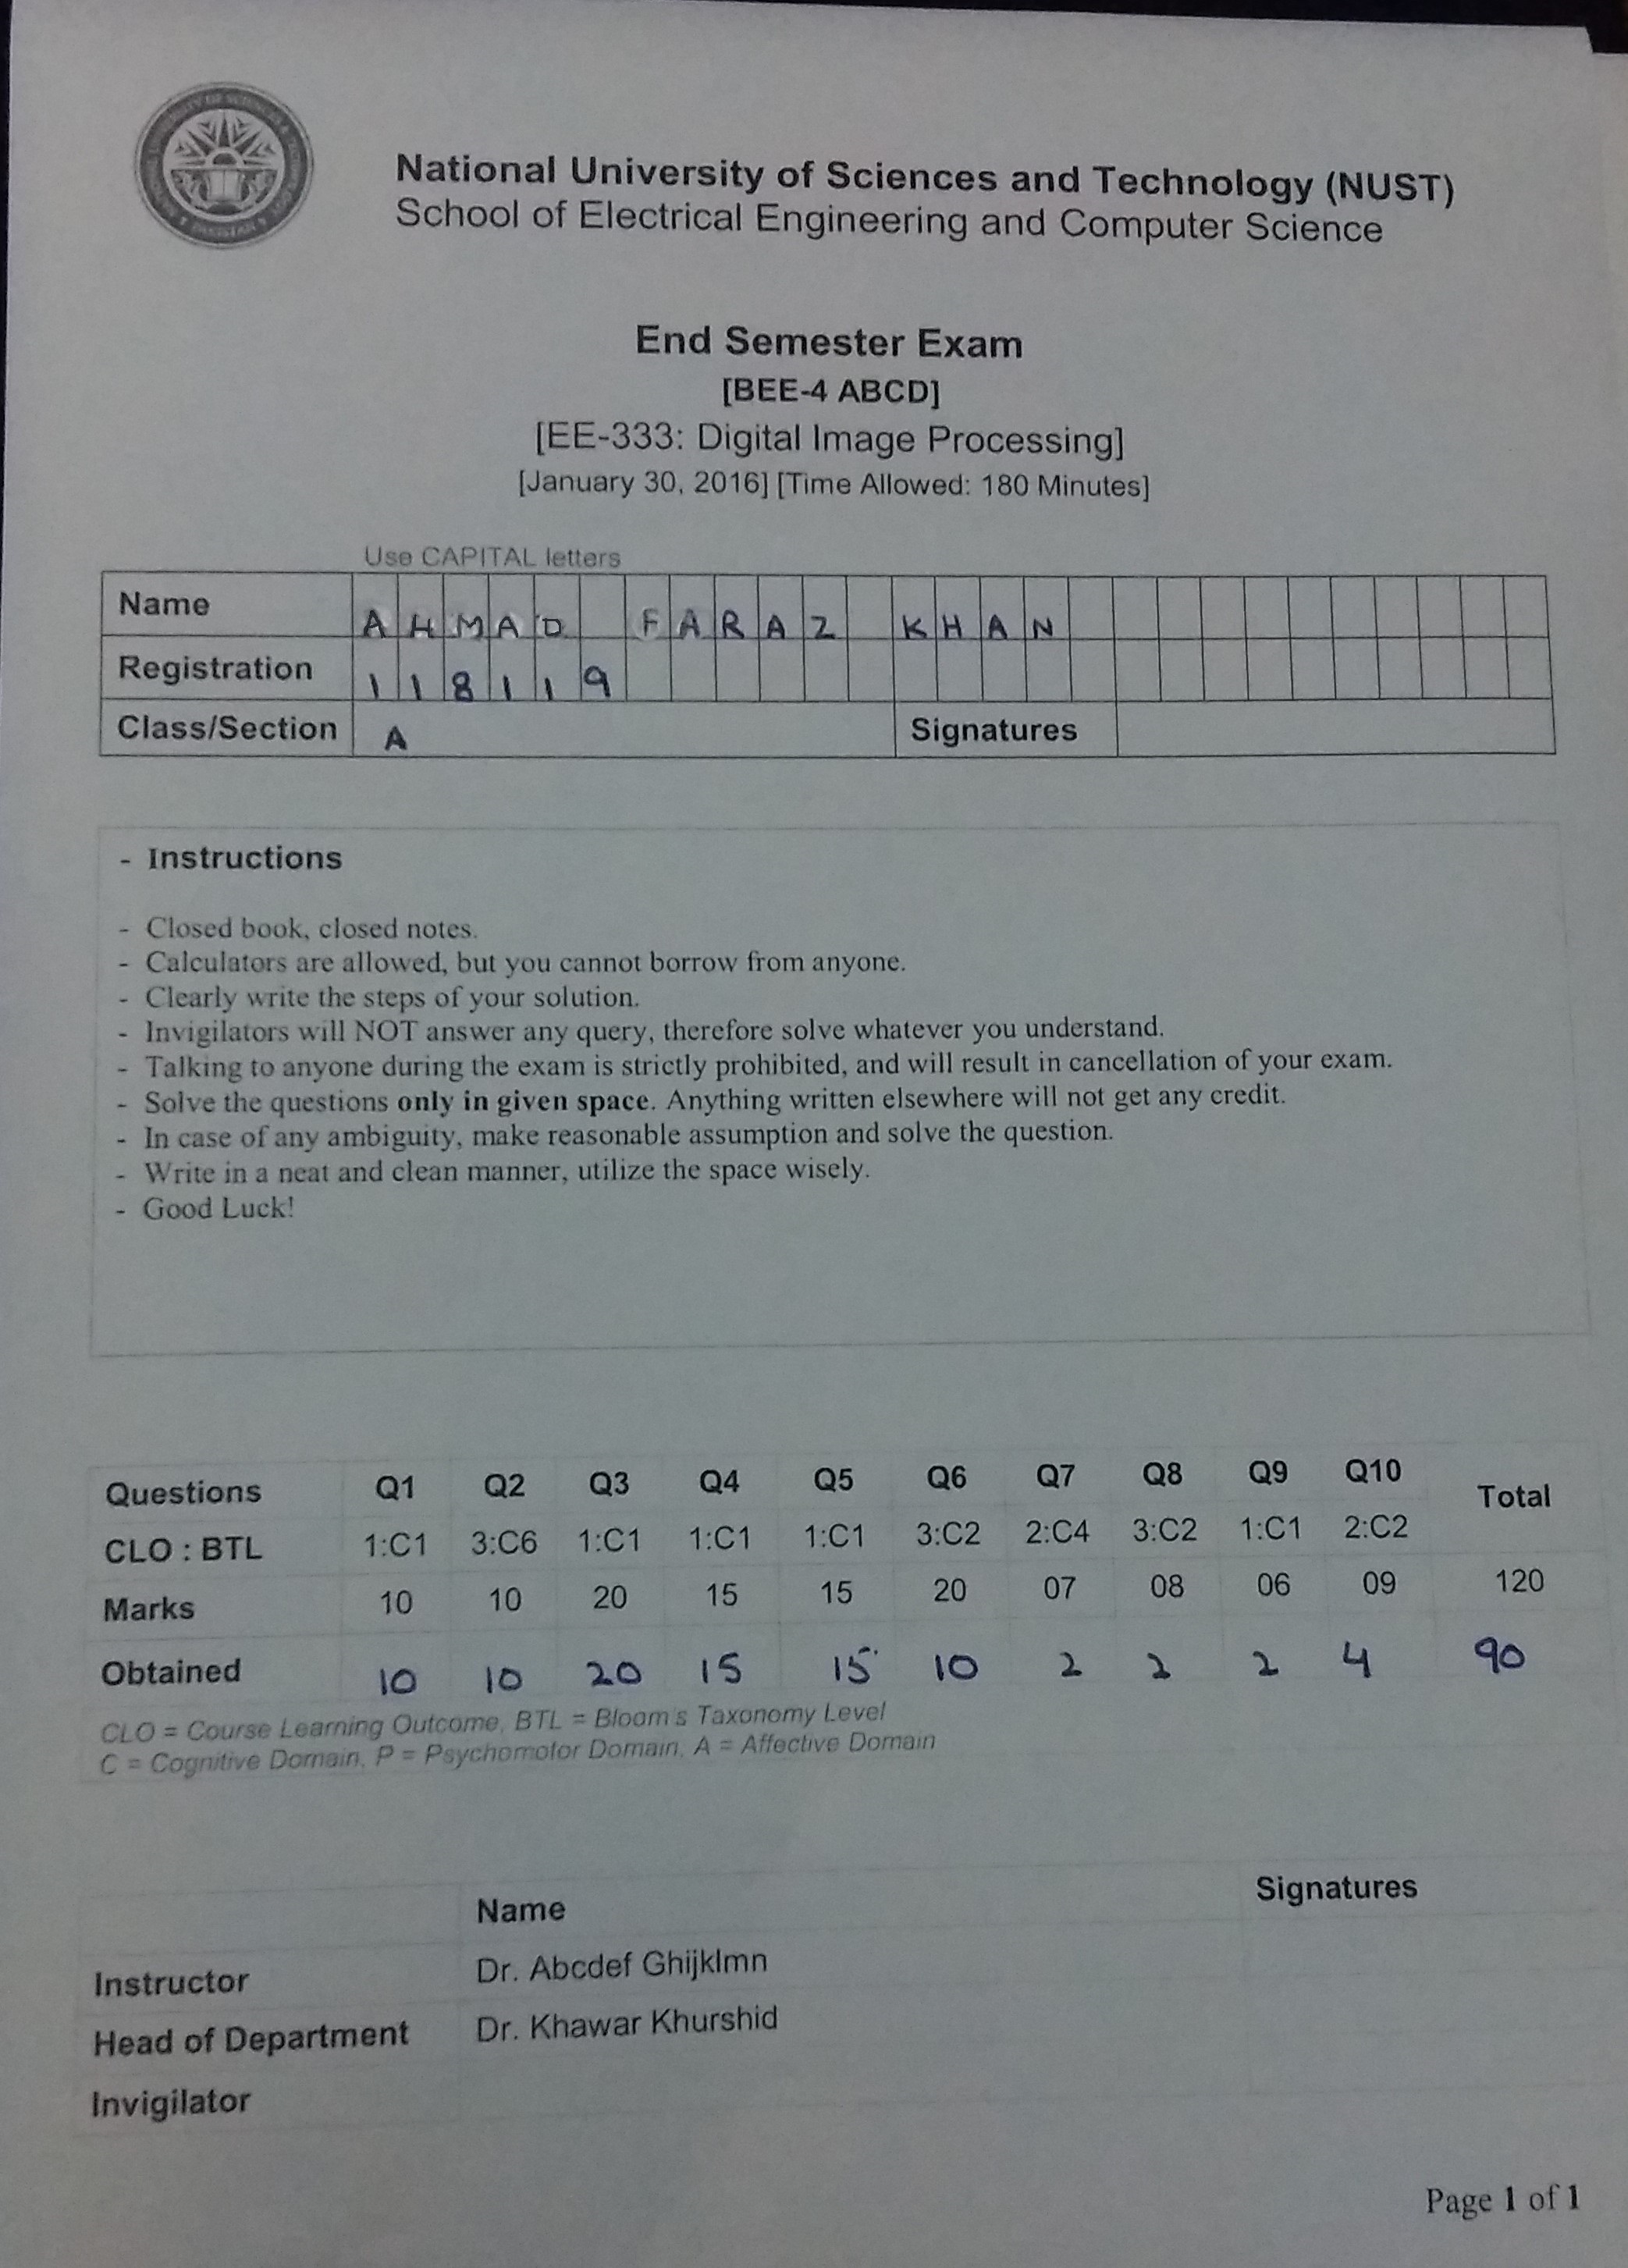 National University of Sciences and Technology (NUST)
School of Electrical Engineering and Computer Science
End Semester Exam
[BEE-4 ABCD]
[EE-333: Digital Image Processing]
[January 30, 2016] [Time Allowed: 180 Minutes]
Use CAPITAL letters
Name AHMAD FARAZ KHAN
Registration 118119
Class/Section A Signatures
- Instructions
- Closed book, closed notes.
- Calculators are allowed, but you cannot borrow from anyone.
- Clearly write the steps of your solution.
- Invigilators will NOT answer any query, therefore solve whatever you understand.
- Talking to anyone during the exam is strictly prohibited, and will result in cancellation of your exam.
- Solve the questions only in given space. Anything written elsewhere will not get any credit.
- In case of any ambiguity, make reasonable assumption and solve the question.
- Write in a neat and clean manner, utilize the space wisely.
- Good Luck!
Questions Q1 Q2 Q3 Q4 Q5 Q6 Q7 Q8 Q9 Q10 Total
CLO : BTL 1:C1 3:C6 1:C1 1:C1 1:C1 3:C2 2:C4 3:C2 1:C1 2:C2
Marks 10 10 20 15 15 20 07 08 06 09 120
Obtained 10 10 20 15 15 10 2 2 2 4 90
CLO = Course Learning Outcome, BTL = Bloom's Taxonomy Level
C = Cognitive Domain, P = Psychomotor Domain, A = Affective Domain
Name Signatures
Instructor Dr. Abcdef Ghijklmn
Head of Department Dr. Khawar Khurshid
Invigilator
Page 1 of 1